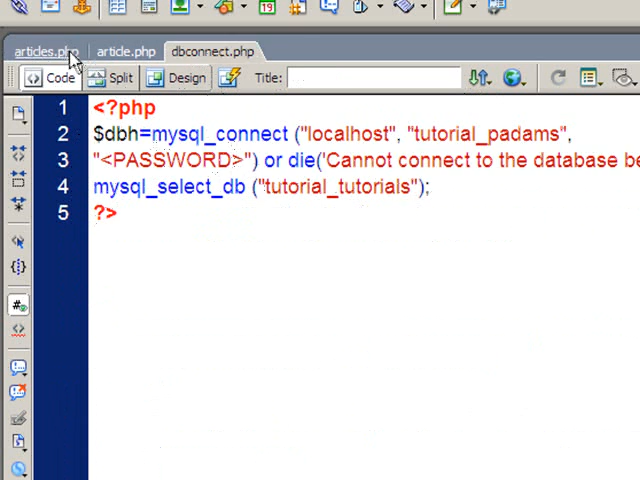 articles.php article.php dbconnect.php
Code Split Design Title:
1 <?php
2 $dbh=mysql_connect ("localhost", "tutorial_padams",
3 "<PASSWORD>") or die('Cannot connect to the database be
4 mysql_select_db ("tutorial_tutorials");
5 ?>